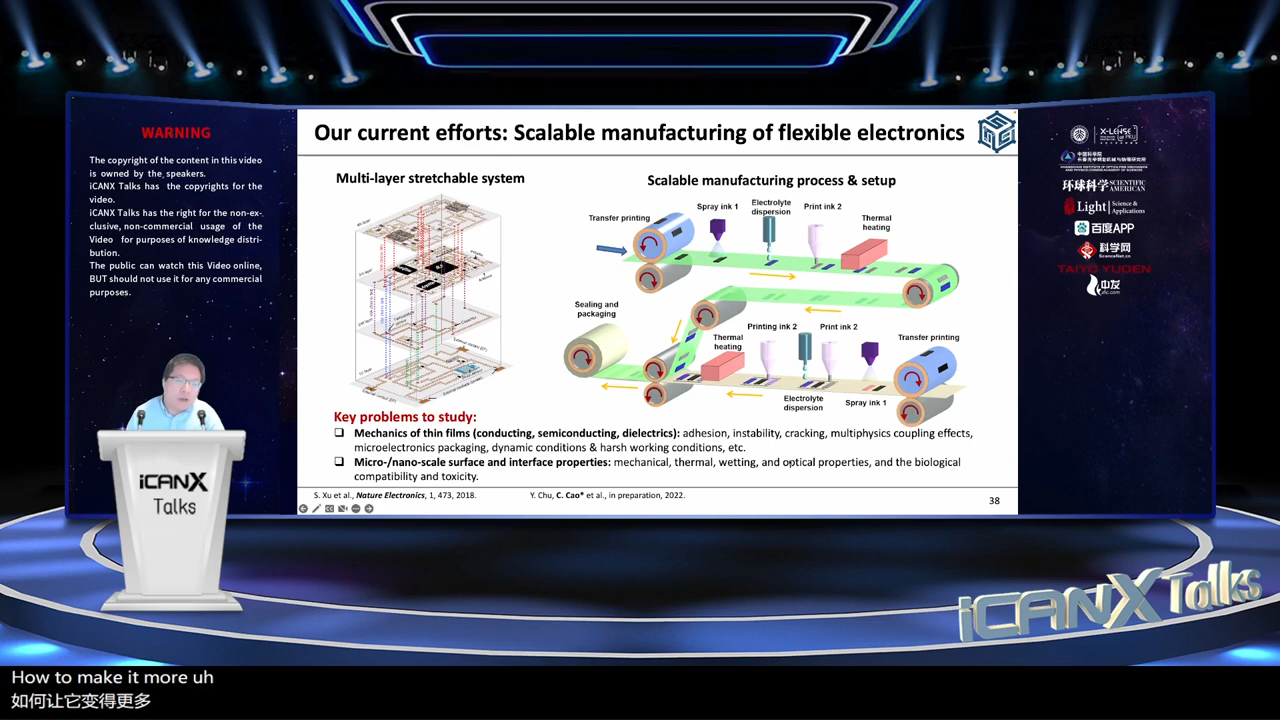 WARNING
The copyright of the content in this video
is owned by the speakers.
iCANX Talks has the copyrights for the
video.
iCANX Talks has the right for the non-ex-
clusive, non-commercial usage of the
Video for purposes of knowledge distri-
bution.
The public can watch this Video online,
BUT should not use it for any commercial
purposes.
Our current efforts: Scalable manufacturing of flexible electronics
Multi-layer stretchable system
Scalable manufacturing process & setup
Transfer printing
Spray ink 1
Electrolyte
dispersion
Print ink 2
Thermal
heating
Sealing and
packaging
Thermal
heating
Printing ink 2
Print ink 2
Transfer printing
Electrolyte
dispersion
Spray ink 1
Key problems to study:
Mechanics of thin films (conducting, semiconducting, dielectrics): adhesion, instability, cracking, multiphysics coupling effects,
microelectronics packaging, dynamic conditions & harsh working conditions, etc.
Micro-/nano-scale surface and interface properties: mechanical, thermal, wetting, and optical properties, and the biological
compatibility and toxicity.
S. Xu et al., Nature Electronics, 1, 473, 2018.
Y. Chu, C. Cao* et al., in preparation, 2022.
38
X-LENSE
环球科学 SCIENTIFIC AMERICAN
Light Science & Applications
百度APP
科学网
ScienceNet.cn
TAIYO YUDEN
中友
iCANX
Talks
iCANX Talks
How to make it more uh
如何让它变得更多